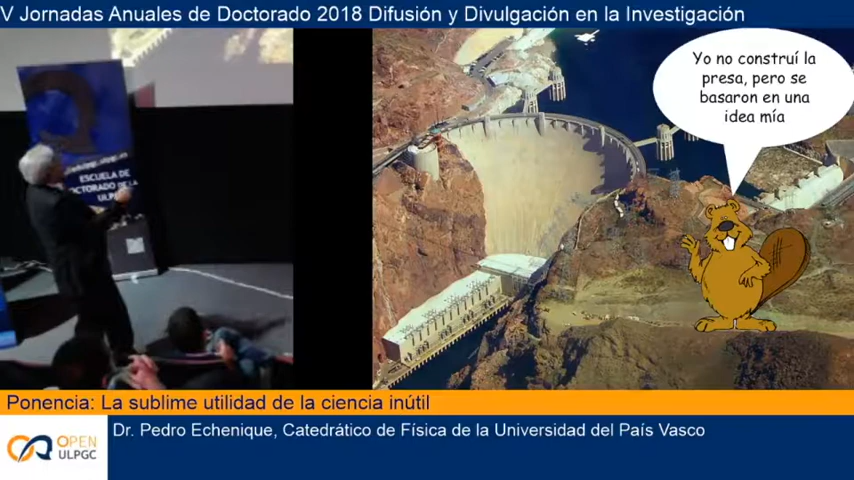 V Jornadas Anuales de Doctorado 2018 Difusión y Divulgación en la Investigación
ESCUELA DE
DOCTORADO DE LA
ULPGC
Yo no construí la
presa, pero se
basaron en una
idea mía
Ponencia: La sublime utilidad de la ciencia inútil
OPEN
ULPGC
Dr. Pedro Echenique, Catedrático de Física de la Universidad del País Vasco